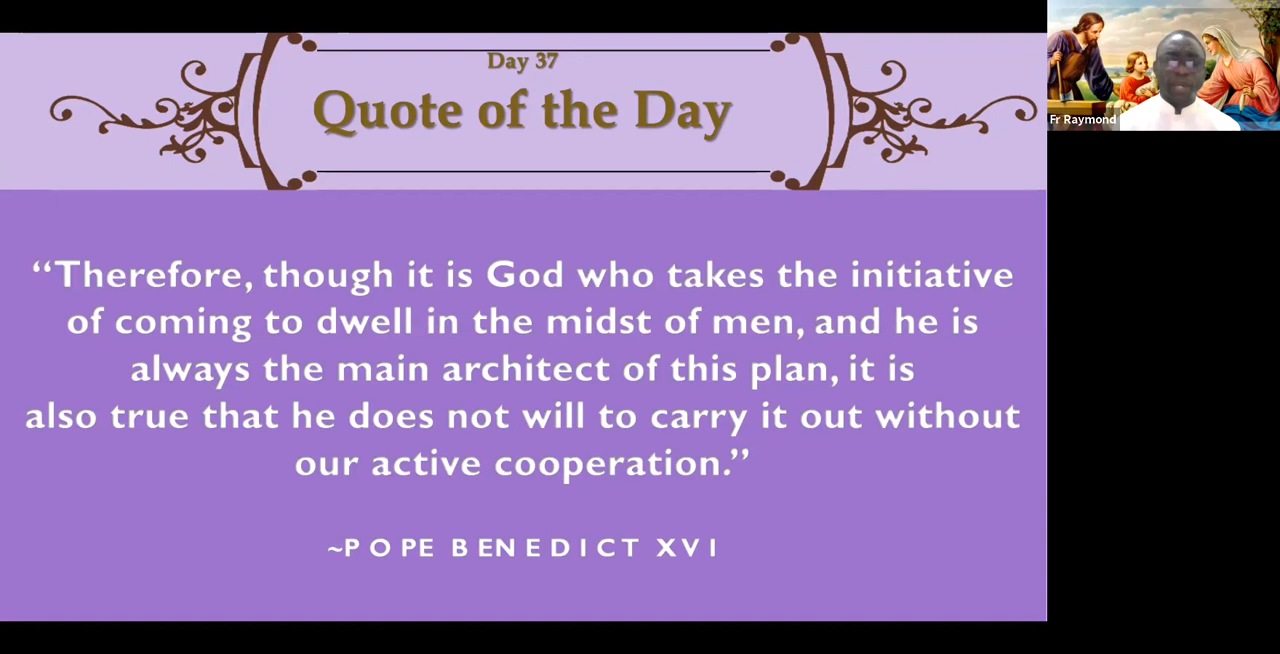 Day 37
Quote of the Day
“Therefore, though it is God who takes the initiative
of coming to dwell in the midst of men, and he is
always the main architect of this plan, it is
also true that he does not will to carry it out without
our active cooperation.”
~POPE BENEDICT XVI
Fr Raymond